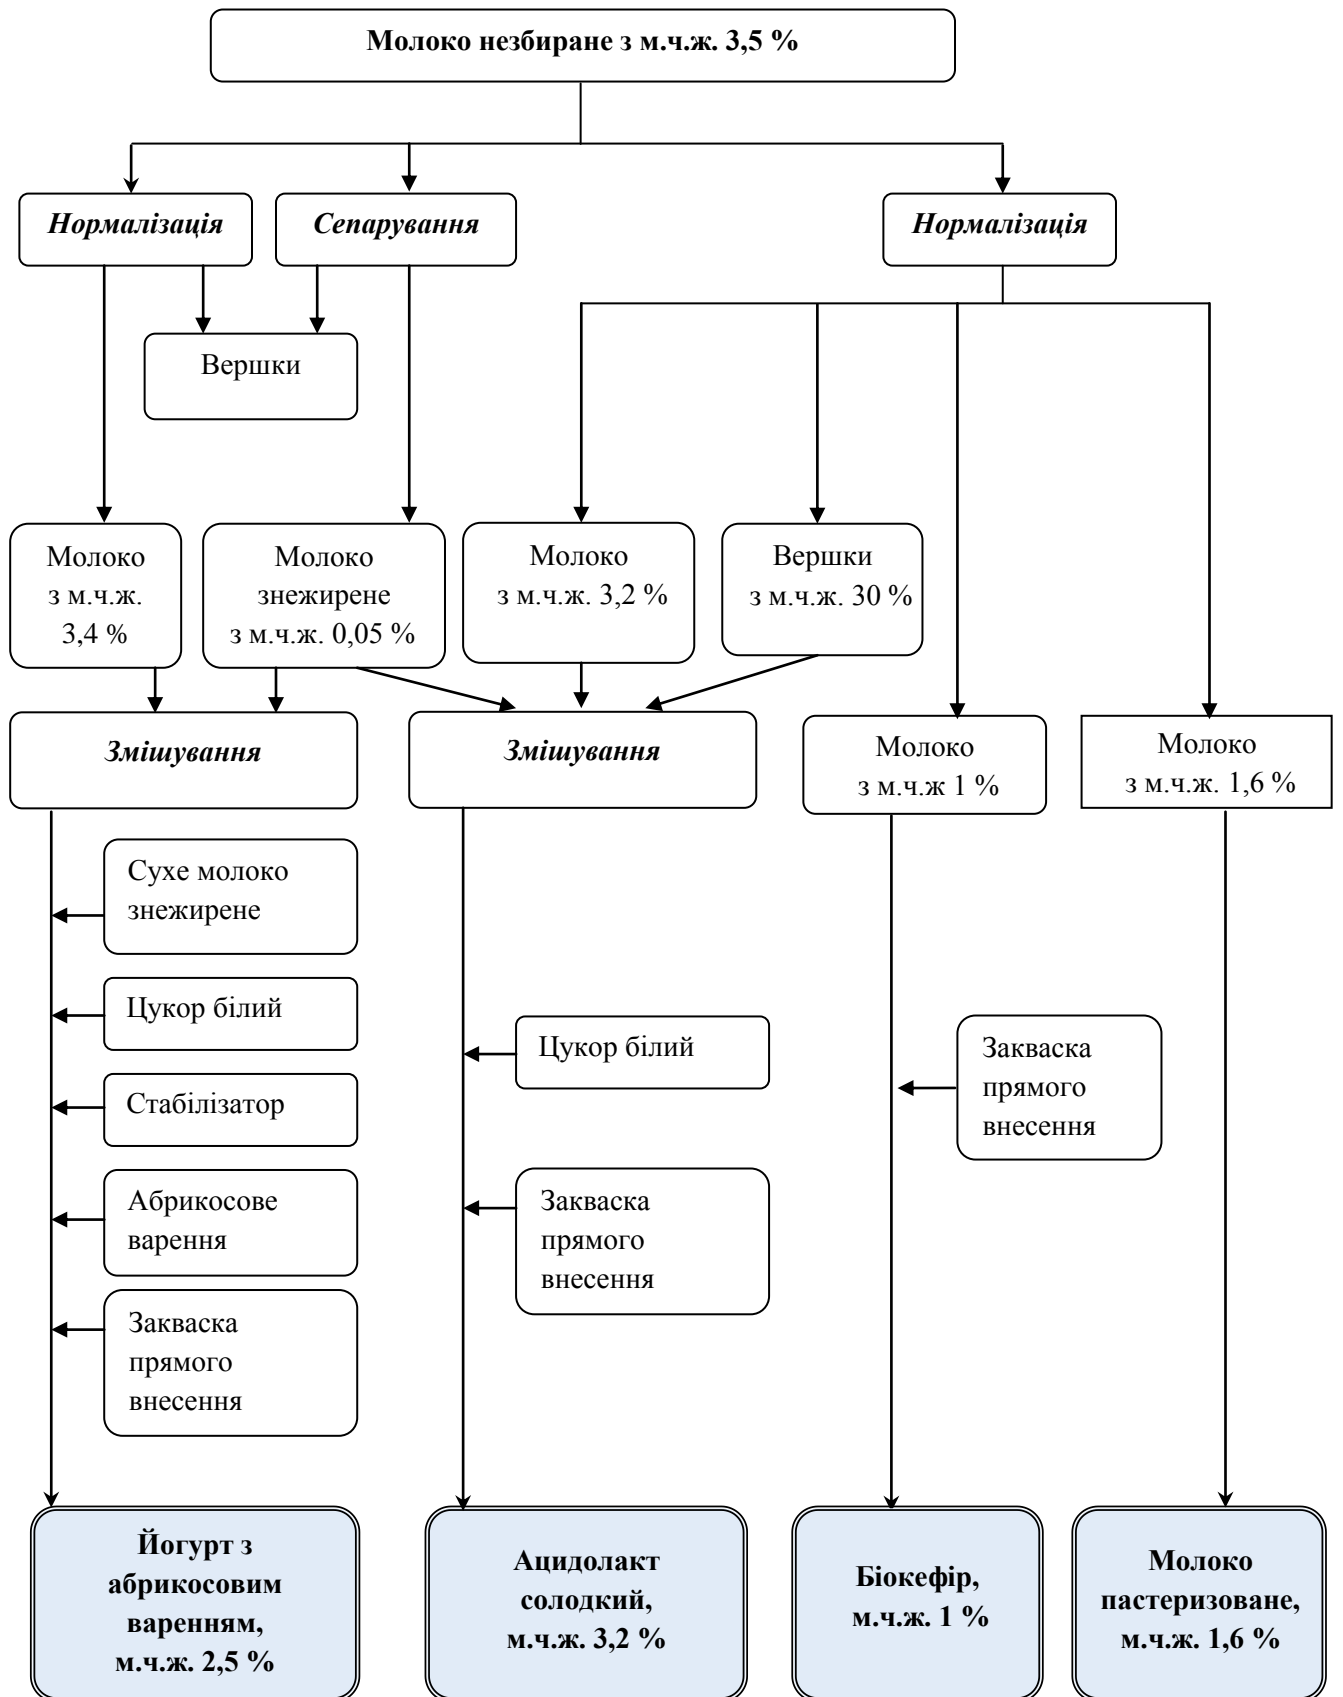 Молоко незбиране з м.ч.ж. 3,5 %
Нормалізація
Сепарування
Нормалізація
Вершки
Молоко
з м.ч.ж.
3,4 %
Молоко
знежирене
з м.ч.ж. 0,05 %
Молоко
з м.ч.ж. 3,2 %
Вершки
з м.ч.ж. 30 %
Змішування
Змішування
Молоко
з м.ч.ж 1 %
Молоко
з м.ч.ж. 1,6 %
Сухе молоко
знежирене
Цукор білий
Стабілізатор
Абрикосове
варення
Закваска
прямого
внесення
Цукор білий
Закваска
прямого
внесення
Закваска
прямого
внесення
Йогурт з
абрикосовим
варенням,
м.ч.ж. 2,5 %
Ацидолакт
солодкий,
м.ч.ж. 3,2 %
Біокефір,
м.ч.ж. 1 %
Молоко
пастеризоване,
м.ч.ж. 1,6 %